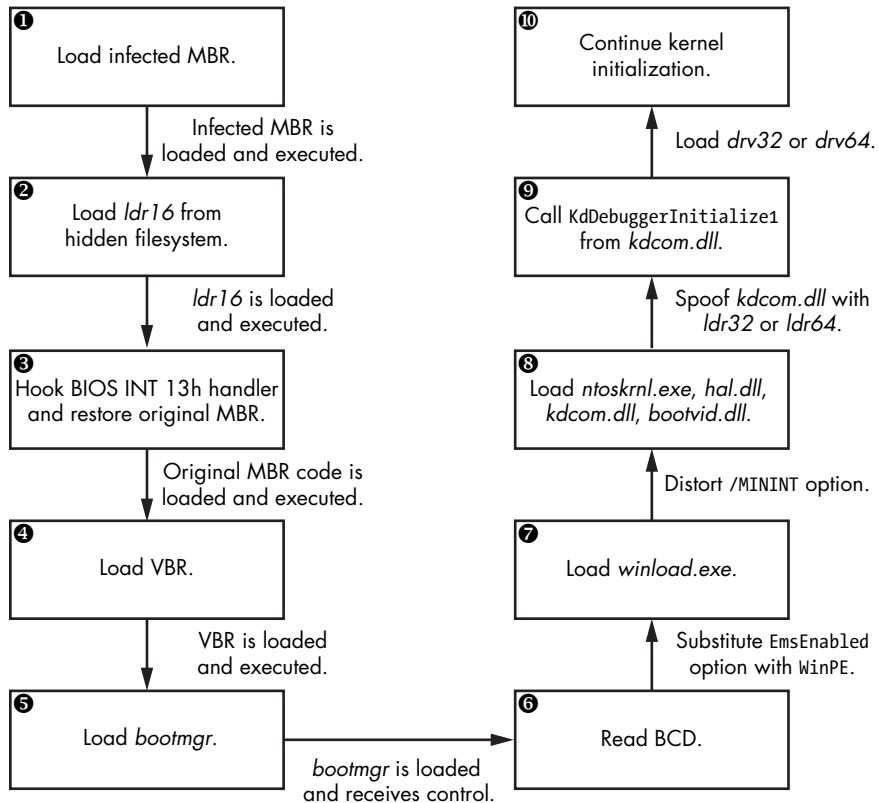 ❶
Load infected MBR.
Infected MBR is
loaded and executed.
❷
Load ldr16 from
hidden filesystem.
ldr16 is loaded
and executed.
❸
Hook BIOS INT 13h handler
and restore original MBR.
Original MBR code is
loaded and executed.
❹
Load VBR.
VBR is loaded
and executed.
❺
Load bootmgr.
bootmgr is loaded
and receives control.
❻
Read BCD.
Substitute EmsEnabled
option with WinPE.
❼
Load winload.exe.
Distort /MININT option.
❽
Load ntoskrnl.exe, hal.dll,
kdcom.dll, bootvid.dll.
Spoof kdcom.dll with
ldr32 or ldr64.
❾
Call KdDebuggerInitialize1
from kdcom.dll.
Load drv32 or drv64.
❿
Continue kernel
initialization.